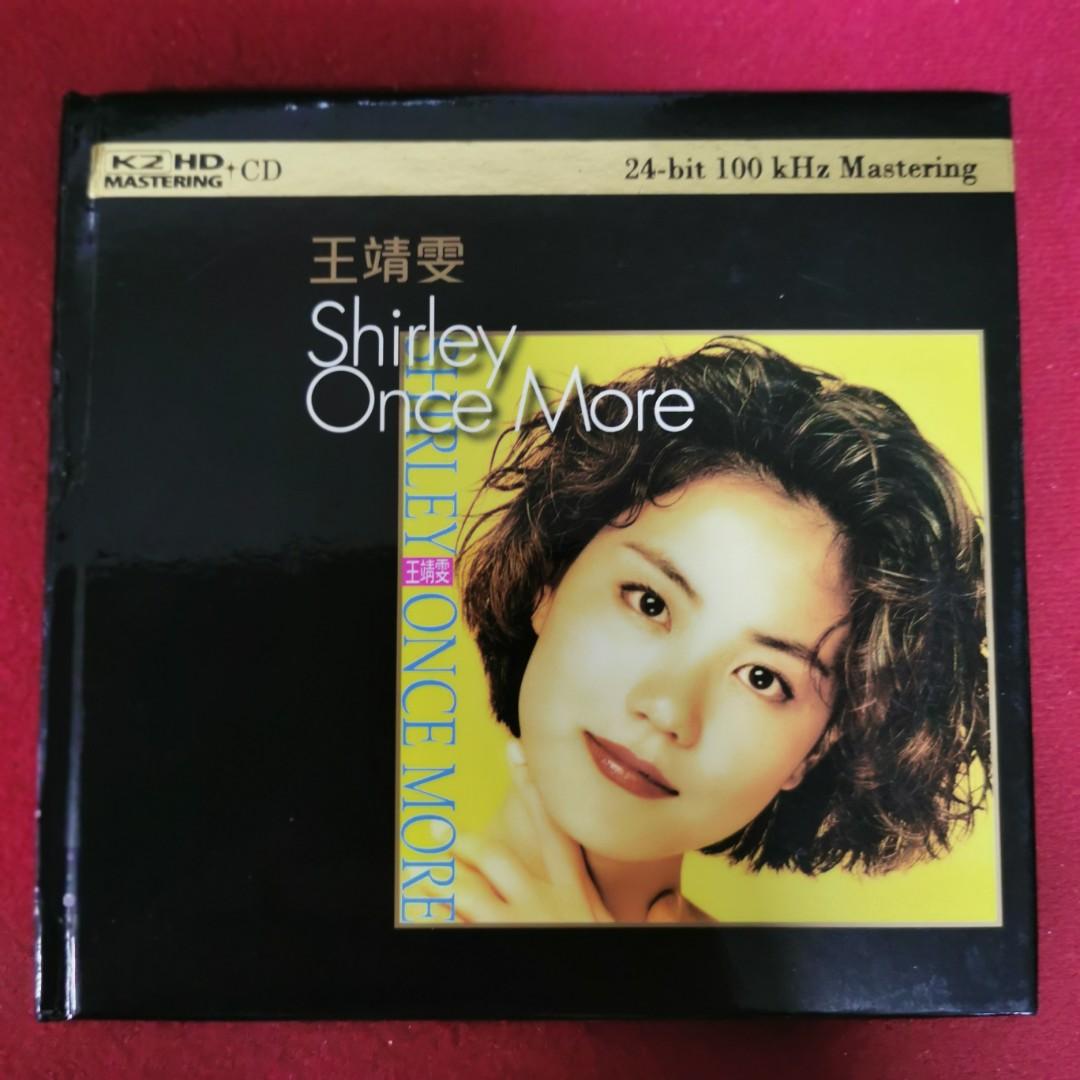 K2 HD
MASTERING
+CD
24-bit 100 kHz Mastering
王靖雯
Shirley
Once More
SHIRLEY 王靖雯 ONCE MORE